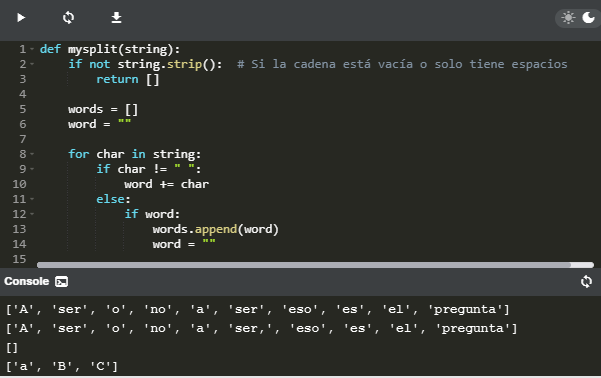 1 def mysplit(string):
2     if not string.strip():  # Si la cadena está vacía o solo tiene espacios
3         return []
4
5     words = []
6     word = ""
7
8     for char in string:
9         if char != " ":
10             word += char
11         else:
12             if word:
13                 words.append(word)
14                 word = ""
15
Console
['A', 'ser', 'o', 'no', 'a', 'ser', 'eso', 'es', 'el', 'pregunta']
['A', 'ser', 'o', 'no', 'a', 'ser,', 'eso', 'es', 'el', 'pregunta']
[]
['a', 'B', 'C']